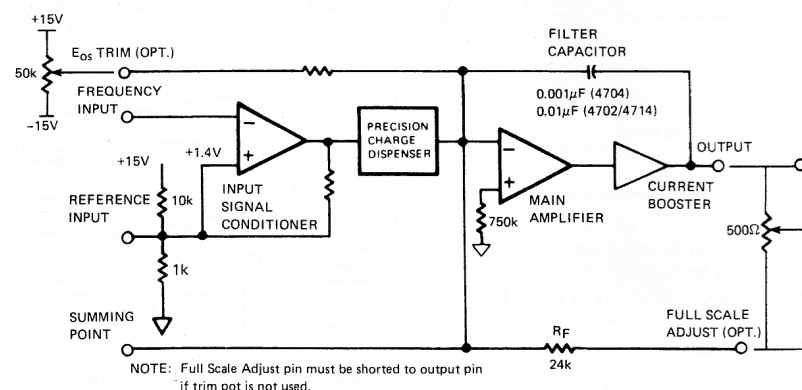 +15V
E_OS TRIM (OPT.)
50k
FREQUENCY
INPUT
-15V
FILTER
CAPACITOR
0.001μF (4704)
0.01μF (4702/4714)
PRECISION
CHARGE
DISPENSER
-
+
+1.4V
+15V
INPUT
SIGNAL
CONDITIONER
REFERENCE
INPUT
10k
1k
-
+
750k
MAIN
AMPLIFIER
CURRENT
BOOSTER
OUTPUT
500Ω
SUMMING
POINT
R_F
24k
FULL SCALE
ADJUST (OPT.)
NOTE: Full Scale Adjust pin must be shorted to output pin
if trim pot is not used.